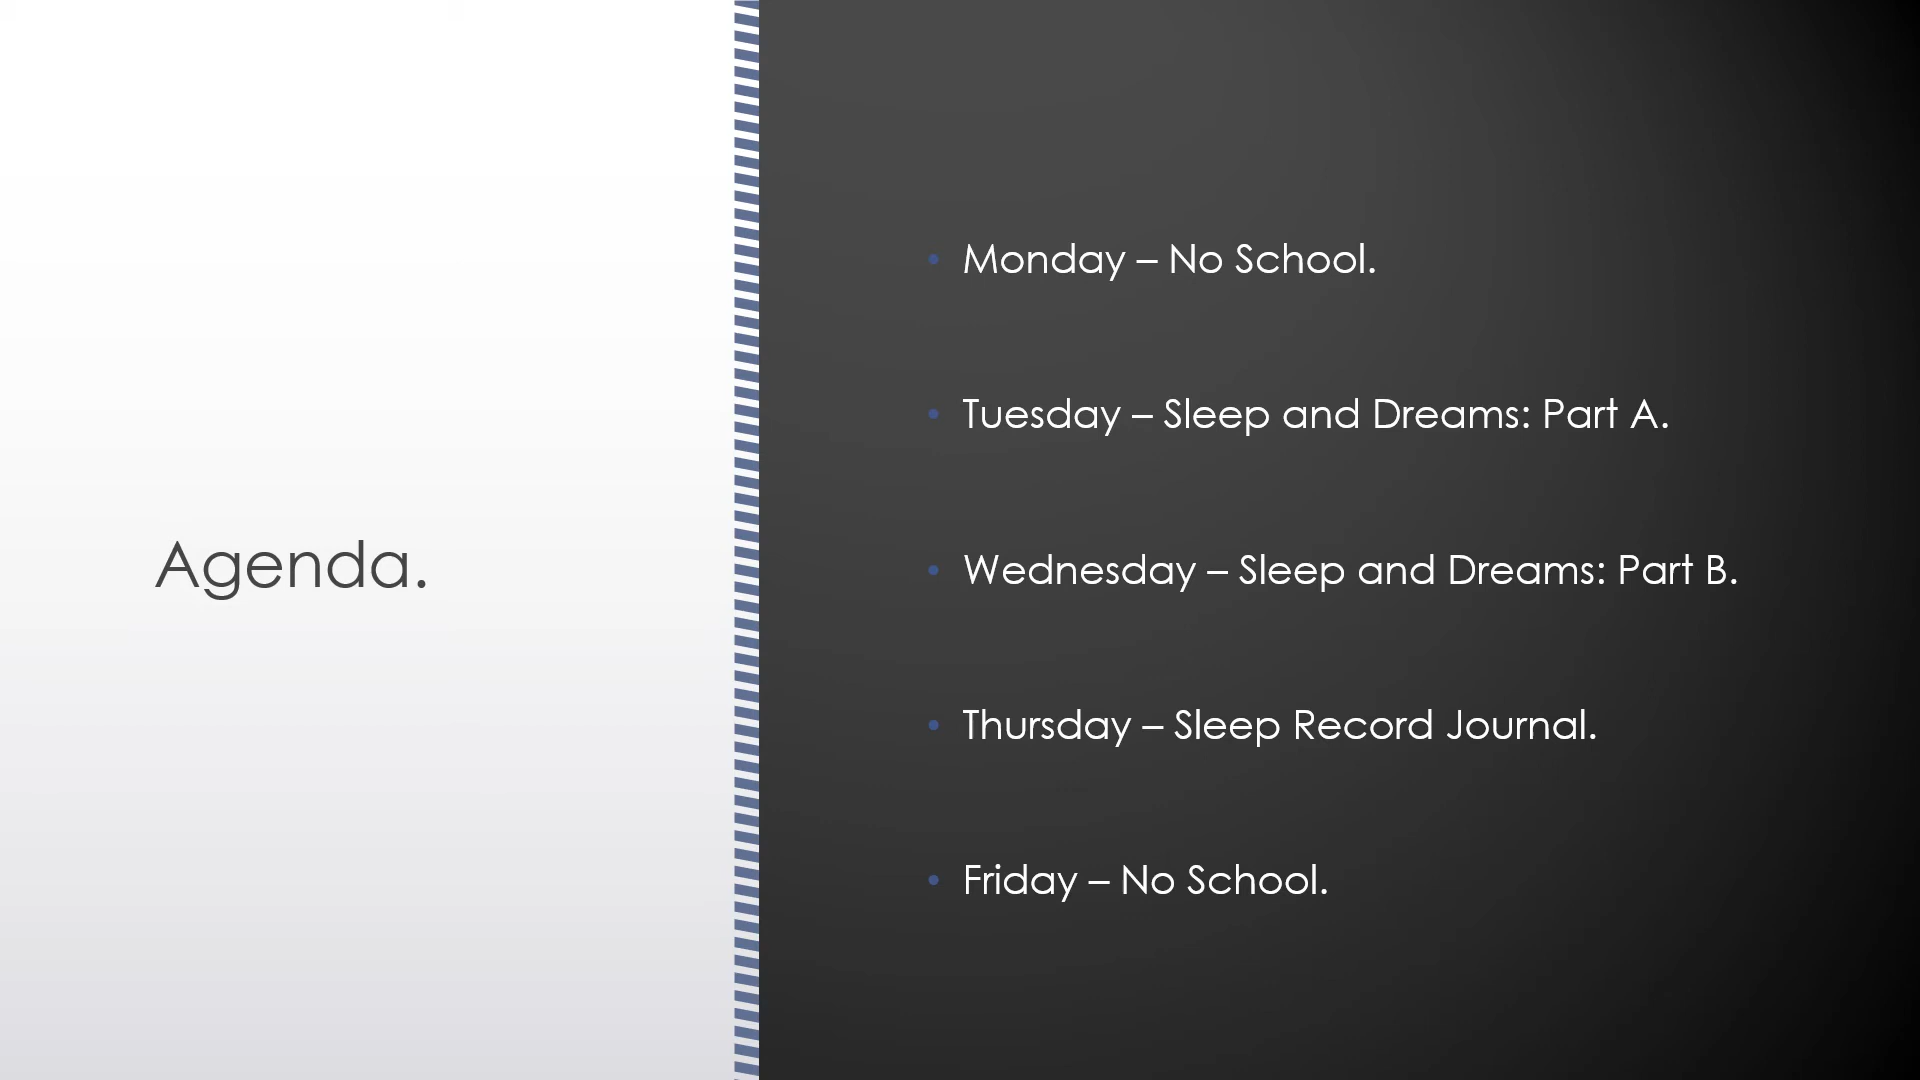 Agenda.
• Monday – No School.
• Tuesday – Sleep and Dreams: Part A.
• Wednesday – Sleep and Dreams: Part B.
• Thursday – Sleep Record Journal.
• Friday – No School.